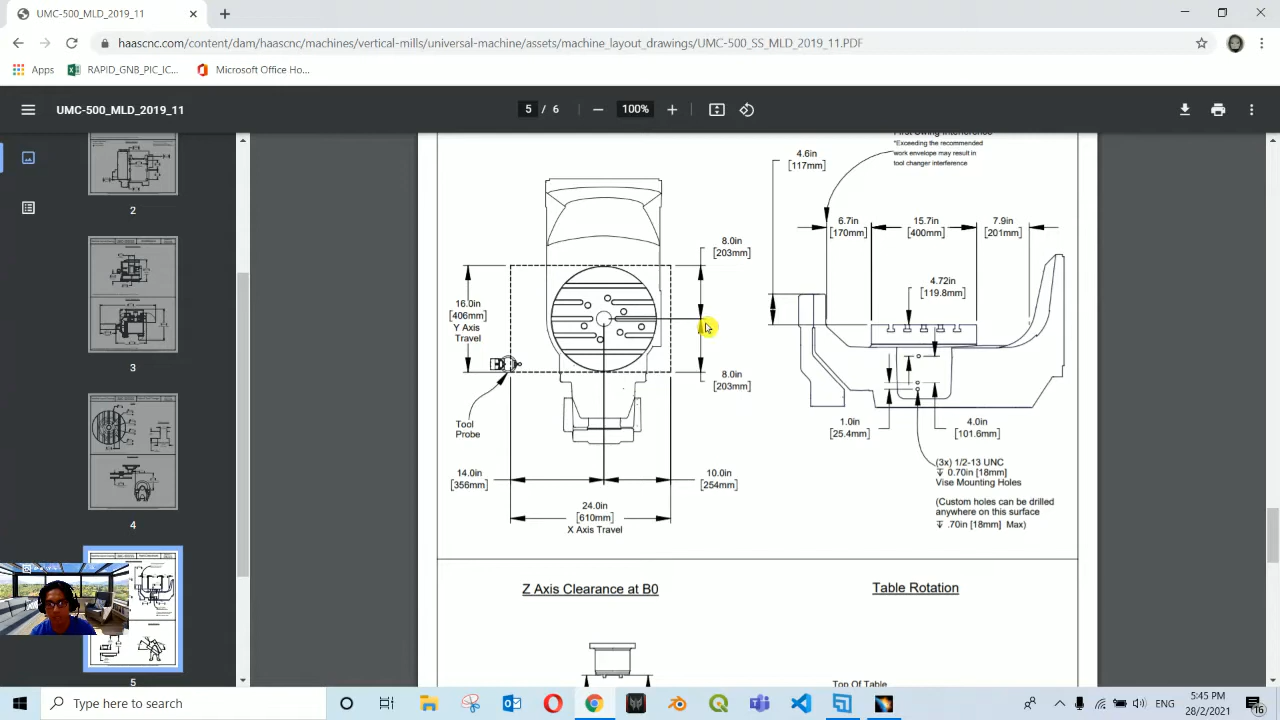 UMC-500_MLD_2019_11
haascnc.com/content/dam/haascnc/machines/vertical-mills/universal-machine/assets/machine_layout_drawings/UMC-500_SS_MLD_2019_11.PDF
Apps
RAPID_GNB_PIC_IC...
Microsoft Office Ho...
UMC-500_MLD_2019_11
5 / 6
100%
2
3
4
5
*Exceeding the recommended
work envelope may result in
tool changer interference
4.6in
[117mm]
6.7in
[170mm]
15.7in
[400mm]
7.9in
[201mm]
8.0in
[203mm]
4.72in
[119.8mm]
16.0in
[406mm]
Y Axis
Travel
8.0in
[203mm]
Tool
Probe
1.0in
[25.4mm]
4.0in
[101.6mm]
14.0in
[356mm]
10.0in
[254mm]
24.0in
[610mm]
X Axis Travel
(3x) 1/2-13 UNC
↧ 0.70in [18mm]
Vise Mounting Holes
(Custom holes can be drilled
anywhere on this surface
↧ .70in [18mm] Max)
Z Axis Clearance at B0
Table Rotation
Top Of Table
Type here to search
ENG
5:45 PM
28/2/2021
16